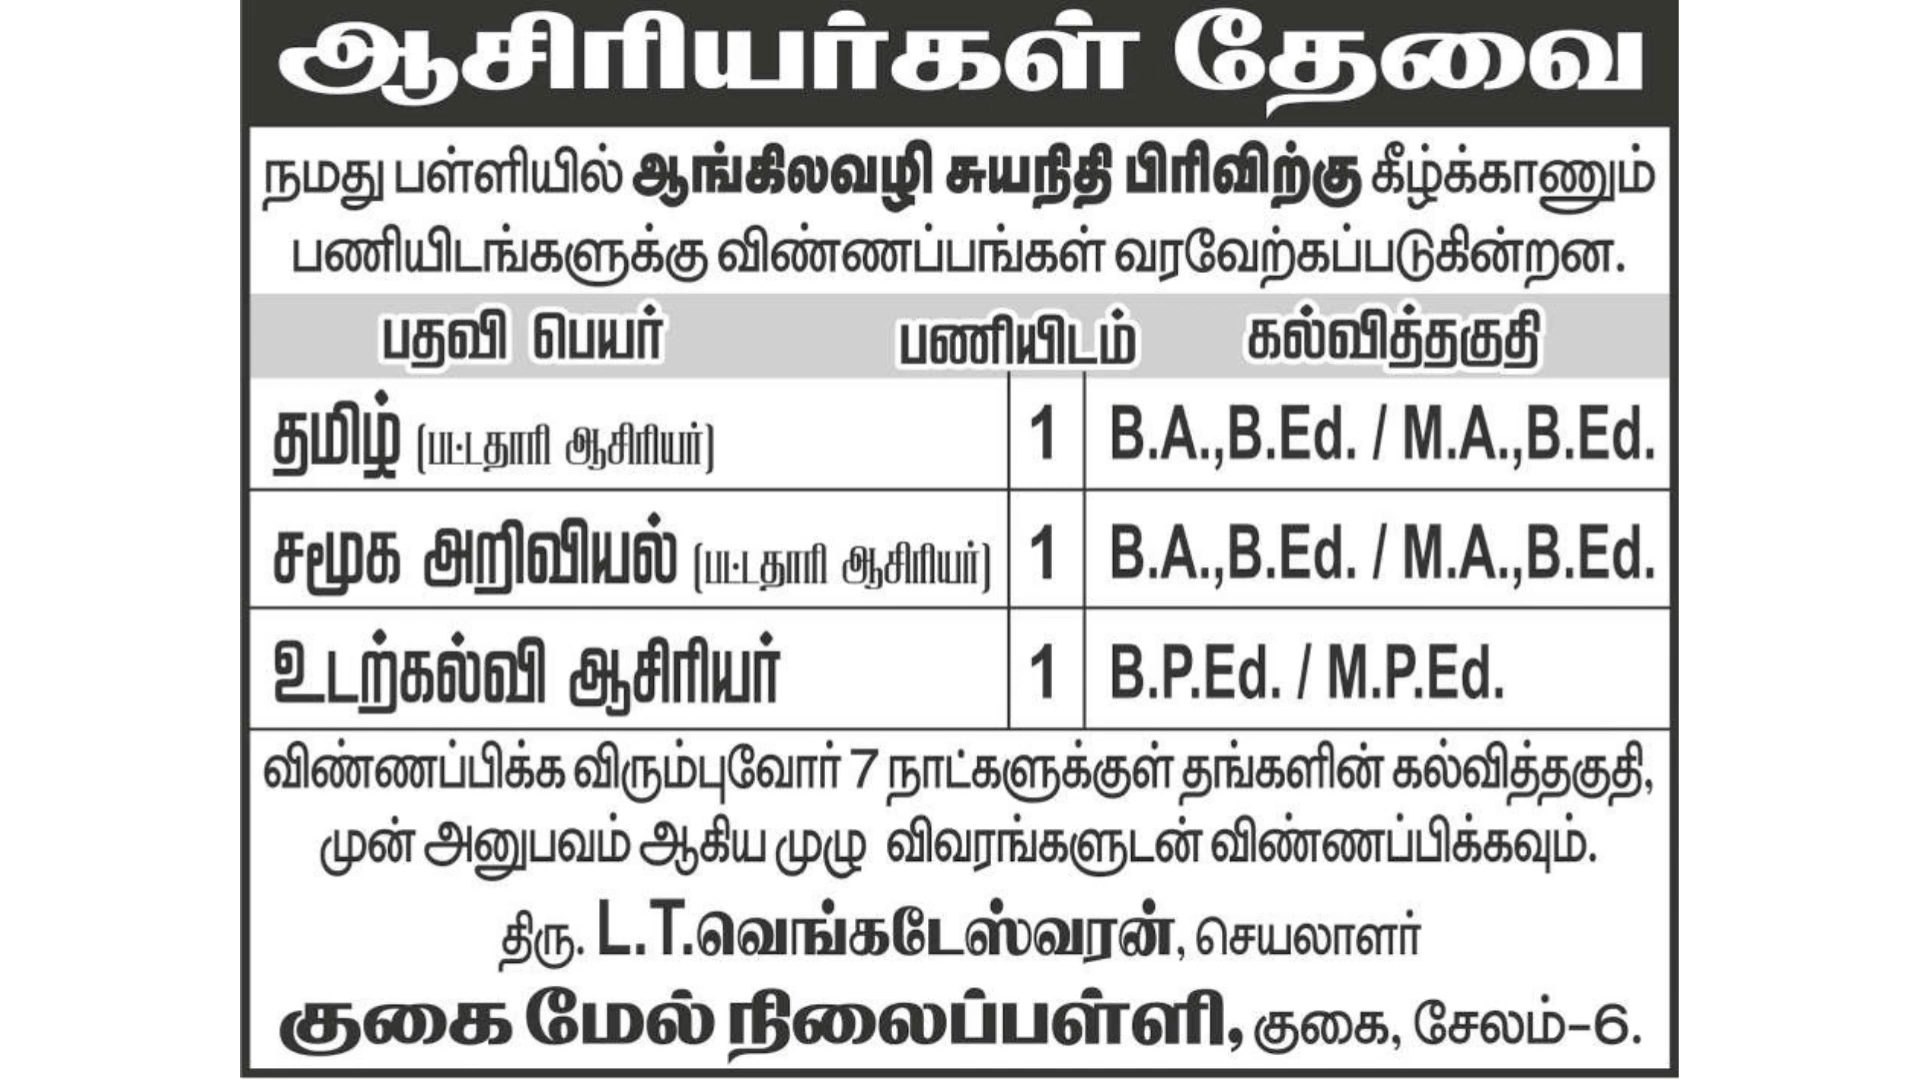 ஆசிரியர்கள் தேவை
நமது பள்ளியில் ஆங்கிலவழி சுயநிதி பிரிவிற்கு கீழ்க்காணும்
பணியிடங்களுக்கு விண்ணப்பங்கள் வரவேற்கப்படுகின்றன.
பதவி பெயர் பணியிடம் கல்வித்தகுதி
தமிழ் (பட்டதாரி ஆசிரியர்) 1 B.A.,B.Ed. / M.A.,B.Ed.
சமூக அறிவியல் (பட்டதாரி ஆசிரியர்) 1 B.A.,B.Ed. / M.A.,B.Ed.
உடற்கல்வி ஆசிரியர் 1 B.P.Ed. / M.P.Ed.
விண்ணப்பிக்க விரும்புவோர் 7 நாட்களுக்குள் தங்களின் கல்வித்தகுதி,
முன் அனுபவம் ஆகிய முழு விவரங்களுடன் விண்ணப்பிக்கவும்.
திரு. L.T.வெங்கடேஸ்வரன், செயலாளர்
குகை மேல் நிலைப்பள்ளி, குகை, சேலம்-6.